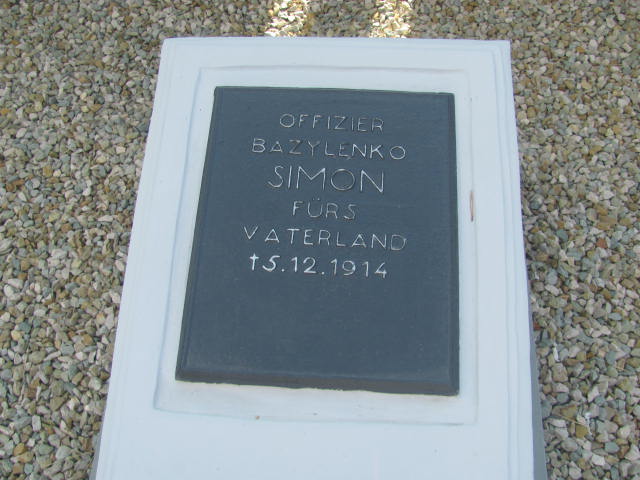 OFFIZIER
BAZYLENKO
SIMON
FÜRS
VATERLAND
†5.12.1914